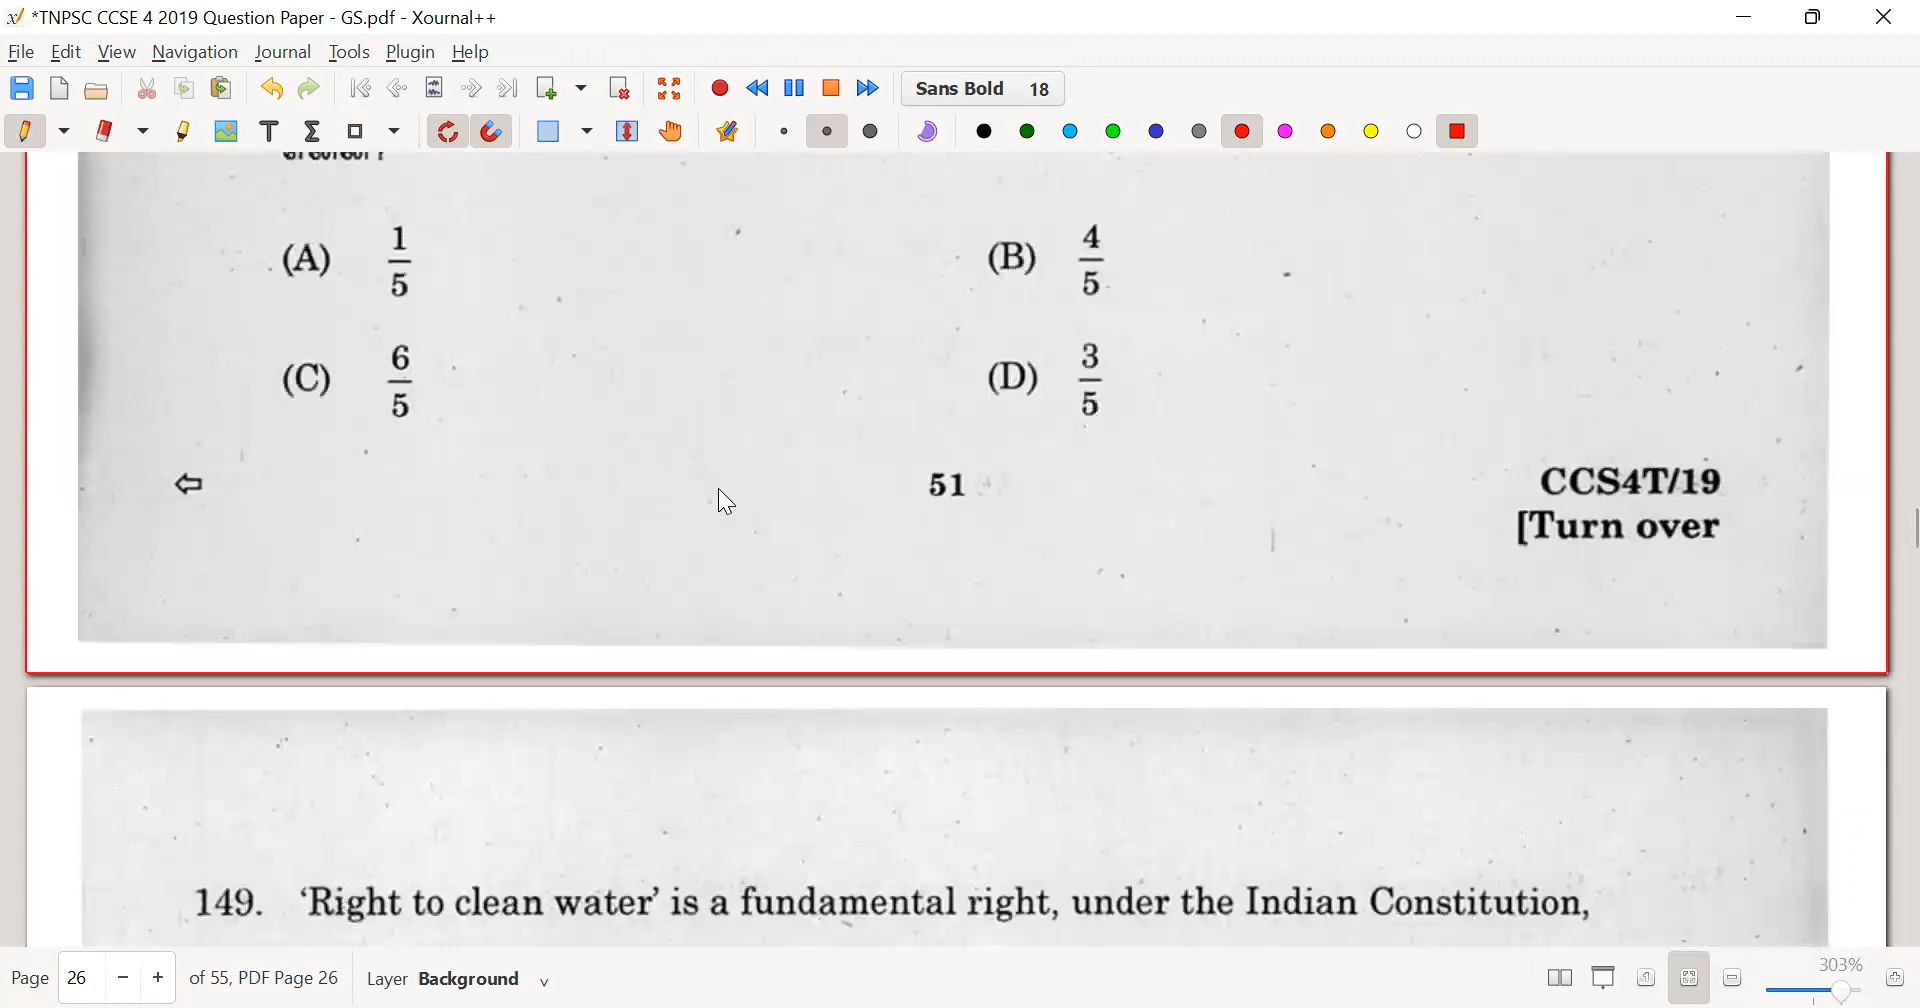 *TNPSC CCSE 4 2019 Question Paper - GS.pdf - Xournal++
File Edit View Navigation Journal Tools Plugin Help
Sans Bold 18
(A) 1/5 (B) 4/5
(C) 6/5 (D) 3/5
51 CCS4T/19
[Turn over
149. 'Right to clean water' is a fundamental right, under the Indian Constitution,
303%
Page 26 − + of 55, PDF Page 26 Layer Background